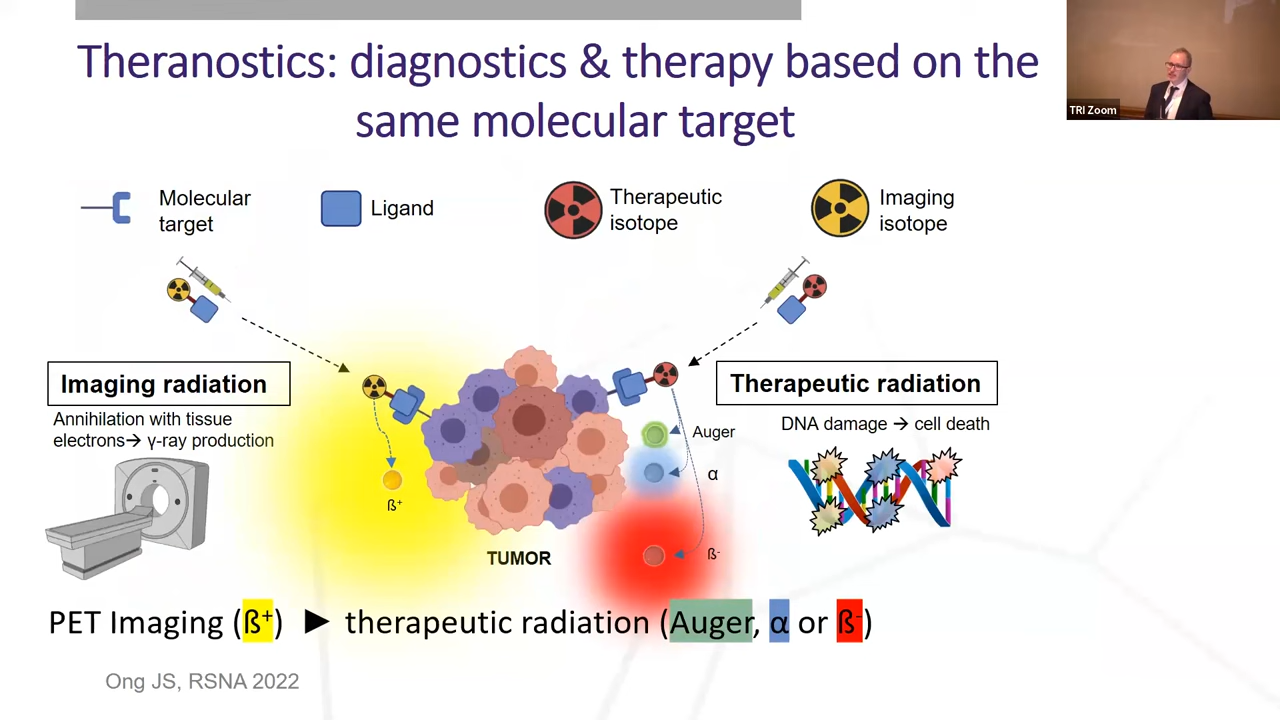 Theranostics: diagnostics & therapy based on the
same molecular target
TRI Zoom
Molecular
target
Ligand
Therapeutic
isotope
Imaging
isotope
Imaging radiation
Annihilation with tissue
electrons→ γ-ray production
ß⁺
TUMOR
Therapeutic radiation
DNA damage → cell death
Auger
α
ß⁻
PET Imaging (ß⁺) ► therapeutic radiation (Auger, α or ß⁻)
Ong JS, RSNA 2022